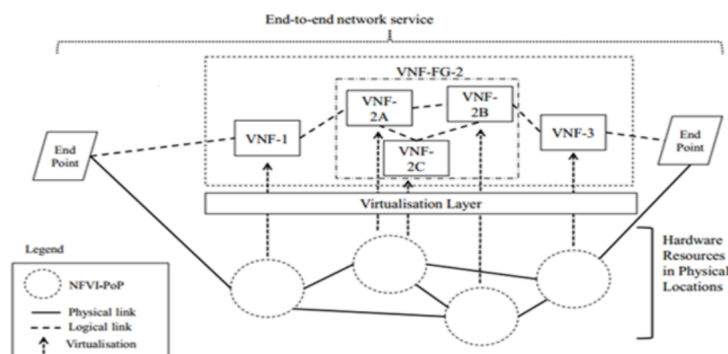 End-to-end network service
VNF-FG-2
VNF-
2A
VNF-
2B
VNF-1
VNF-3
VNF-
2C
End
Point
End
Point
Virtualisation Layer
Hardware
Resources
in Physical
Locations
Legend
NFVI-PoP
Physical link
Logical link
Virtualisation